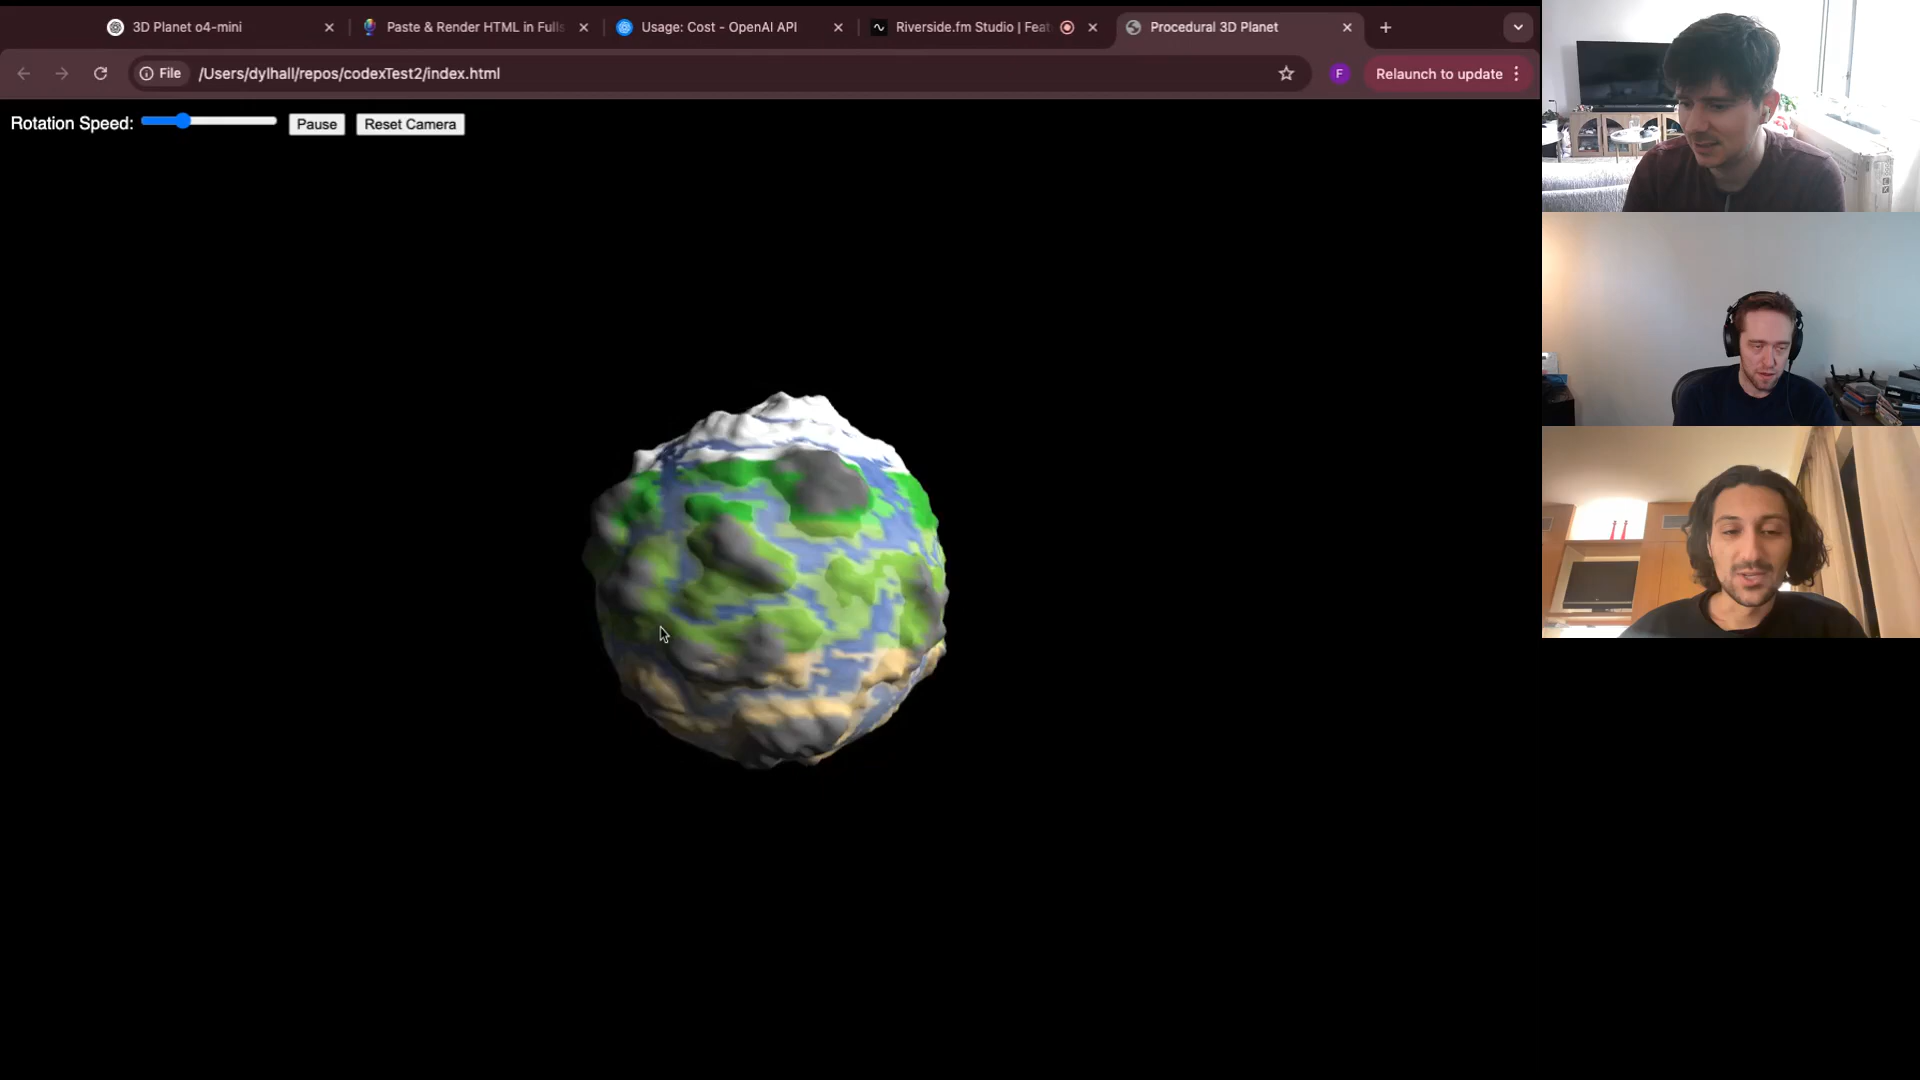 3D Planet o4-mini
Paste & Render HTML in Fulls
Usage: Cost - OpenAI API
Riverside.fm Studio | Feat
Procedural 3D Planet
File
/Users/dylhall/repos/codexTest2/index.html
F
Relaunch to update
Rotation Speed:
Pause
Reset Camera